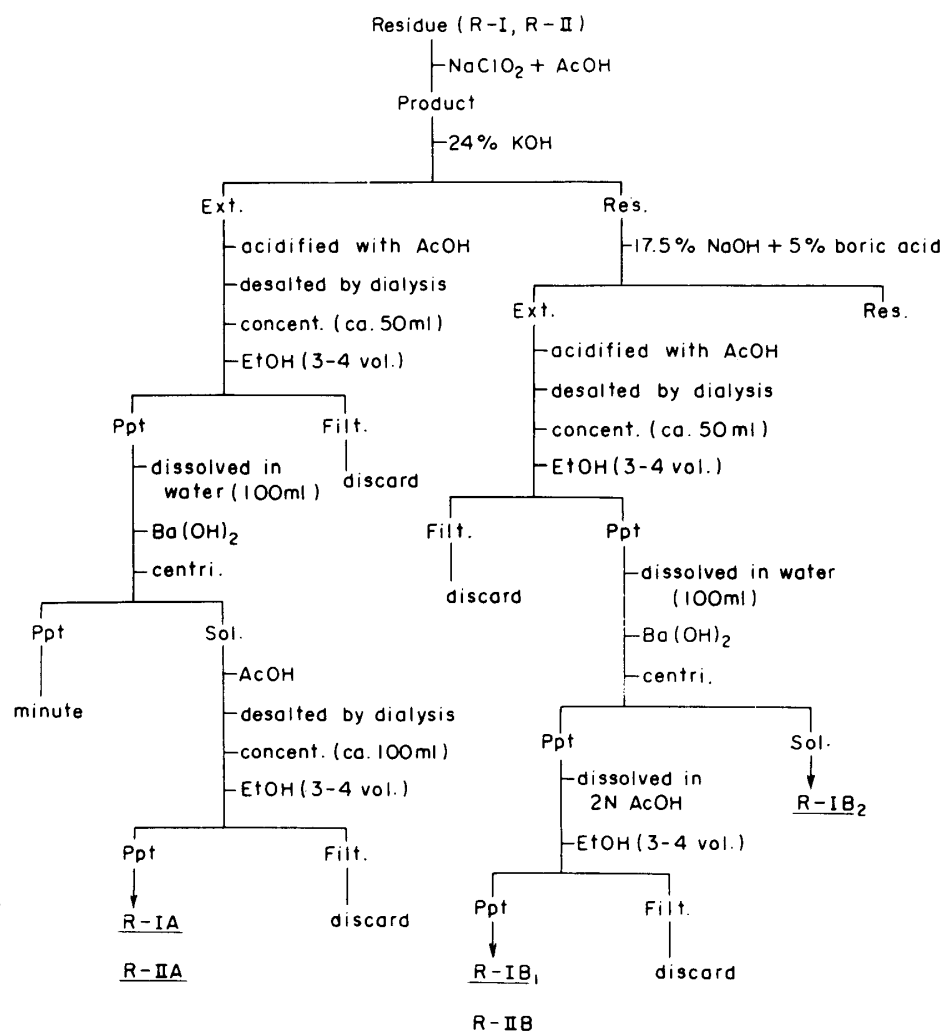 Residue (R-I, R-II)
NaClO₂ + AcOH
Product
24% KOH
Ext.
acidified with AcOH
desalted by dialysis
concent. (ca. 50ml)
EtOH (3-4 vol.)
Ppt
Filt.
dissolved in
water (100ml)
discard
Ba(OH)₂
centri.
Ppt
Sol.
minute
AcOH
desalted by dialysis
concent. (ca. 100ml)
EtOH (3-4 vol.)
Ppt
Filt.
R-IA
discard
R-IIA
Res.
17.5% NaOH + 5% boric acid
Ext.
Res.
acidified with AcOH
desalted by dialysis
concent. (ca. 50ml)
EtOH (3-4 vol.)
Filt.
Ppt
discard
dissolved in water
(100ml)
Ba(OH)₂
centri.
Ppt
Sol.
dissolved in
2N AcOH
R-IB₂
EtOH (3-4 vol.)
Ppt
Filt.
R-IB₁
discard
R-IIB